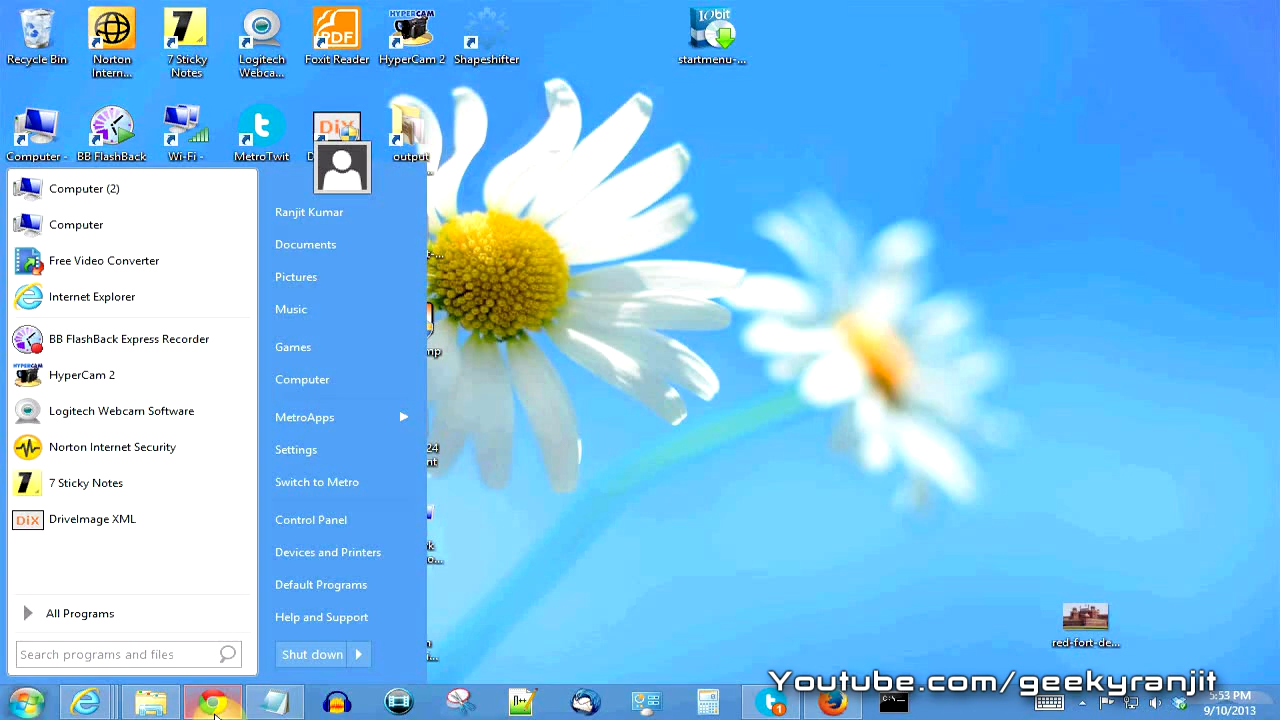 Recycle Bin
Norton
Intern...
7 Sticky
Notes
Logitech
Webca...
Foxit Reader
HyperCam 2
Shapeshifter
startmenu-...
Computer -
BB FlashBack
Wi-Fi -
MetroTwit
output
Computer (2)
Computer
Free Video Converter
Internet Explorer
BB FlashBack Express Recorder
HyperCam 2
Logitech Webcam Software
Norton Internet Security
7 Sticky Notes
DriveImage XML
All Programs
Search programs and files
Ranjit Kumar
Documents
Pictures
Music
Games
Computer
MetroApps
Settings
Switch to Metro
Control Panel
Devices and Printers
Default Programs
Help and Support
Shut down
red-fort-de...
Youtube.com/geekyranjit
5:53 PM
9/10/2013